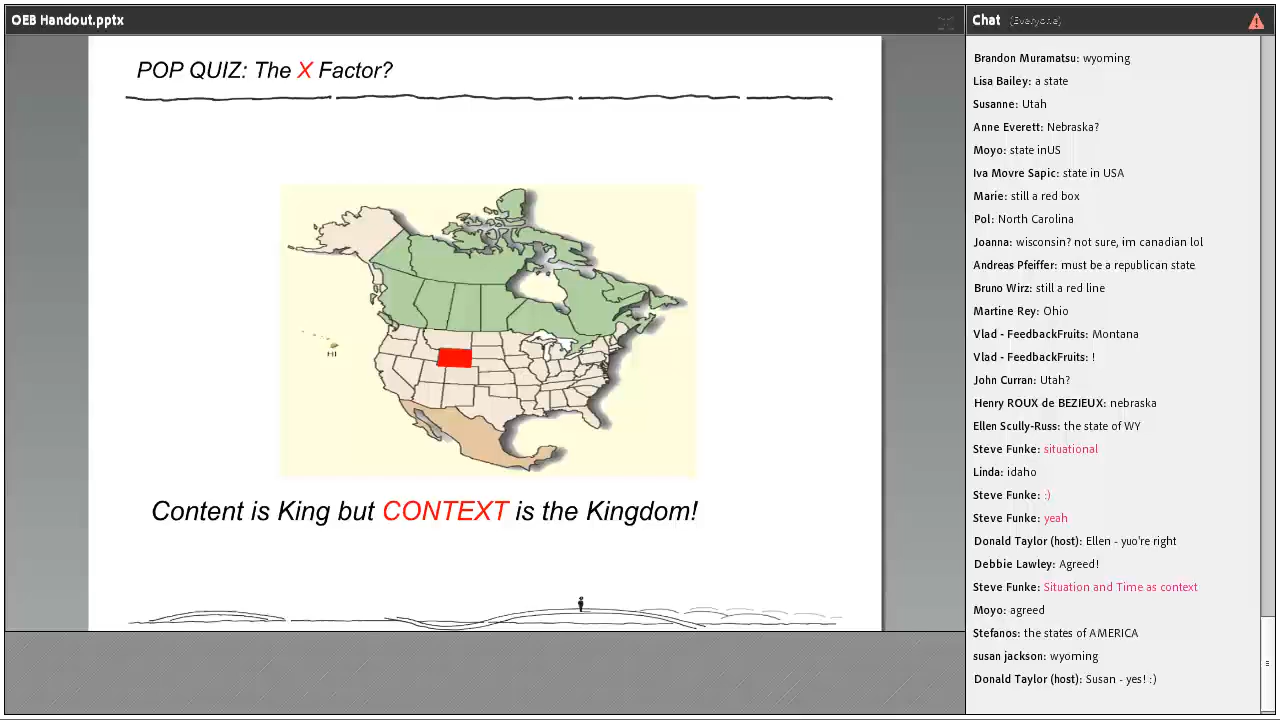 OEB Handout.pptx
POP QUIZ: The X Factor?
HI
Content is King but CONTEXT is the Kingdom!
Chat (Everyone)
Brandon Muramatsu: wyoming
Lisa Bailey: a state
Susanne: Utah
Anne Everett: Nebraska?
Moyo: state inUS
Iva Movre Sapic: state in USA
Marie: still a red box
Pol: North Carolina
Joanna: wisconsin? not sure, im canadian lol
Andreas Pfeiffer: must be a republican state
Bruno Wirz: still a red line
Martine Rey: Ohio
Vlad - FeedbackFruits: Montana
Vlad - FeedbackFruits: !
John Curran: Utah?
Henry ROUX de BEZIEUX: nebraska
Ellen Scully-Russ: the state of WY
Steve Funke: situational
Linda: idaho
Steve Funke: :)
Steve Funke: yeah
Donald Taylor (host): Ellen - yuo're right
Debbie Lawley: Agreed!
Steve Funke: Situation and Time as context
Moyo: agreed
Stefanos: the states of AMERICA
susan jackson: wyoming
Donald Taylor (host): Susan - yes! :)